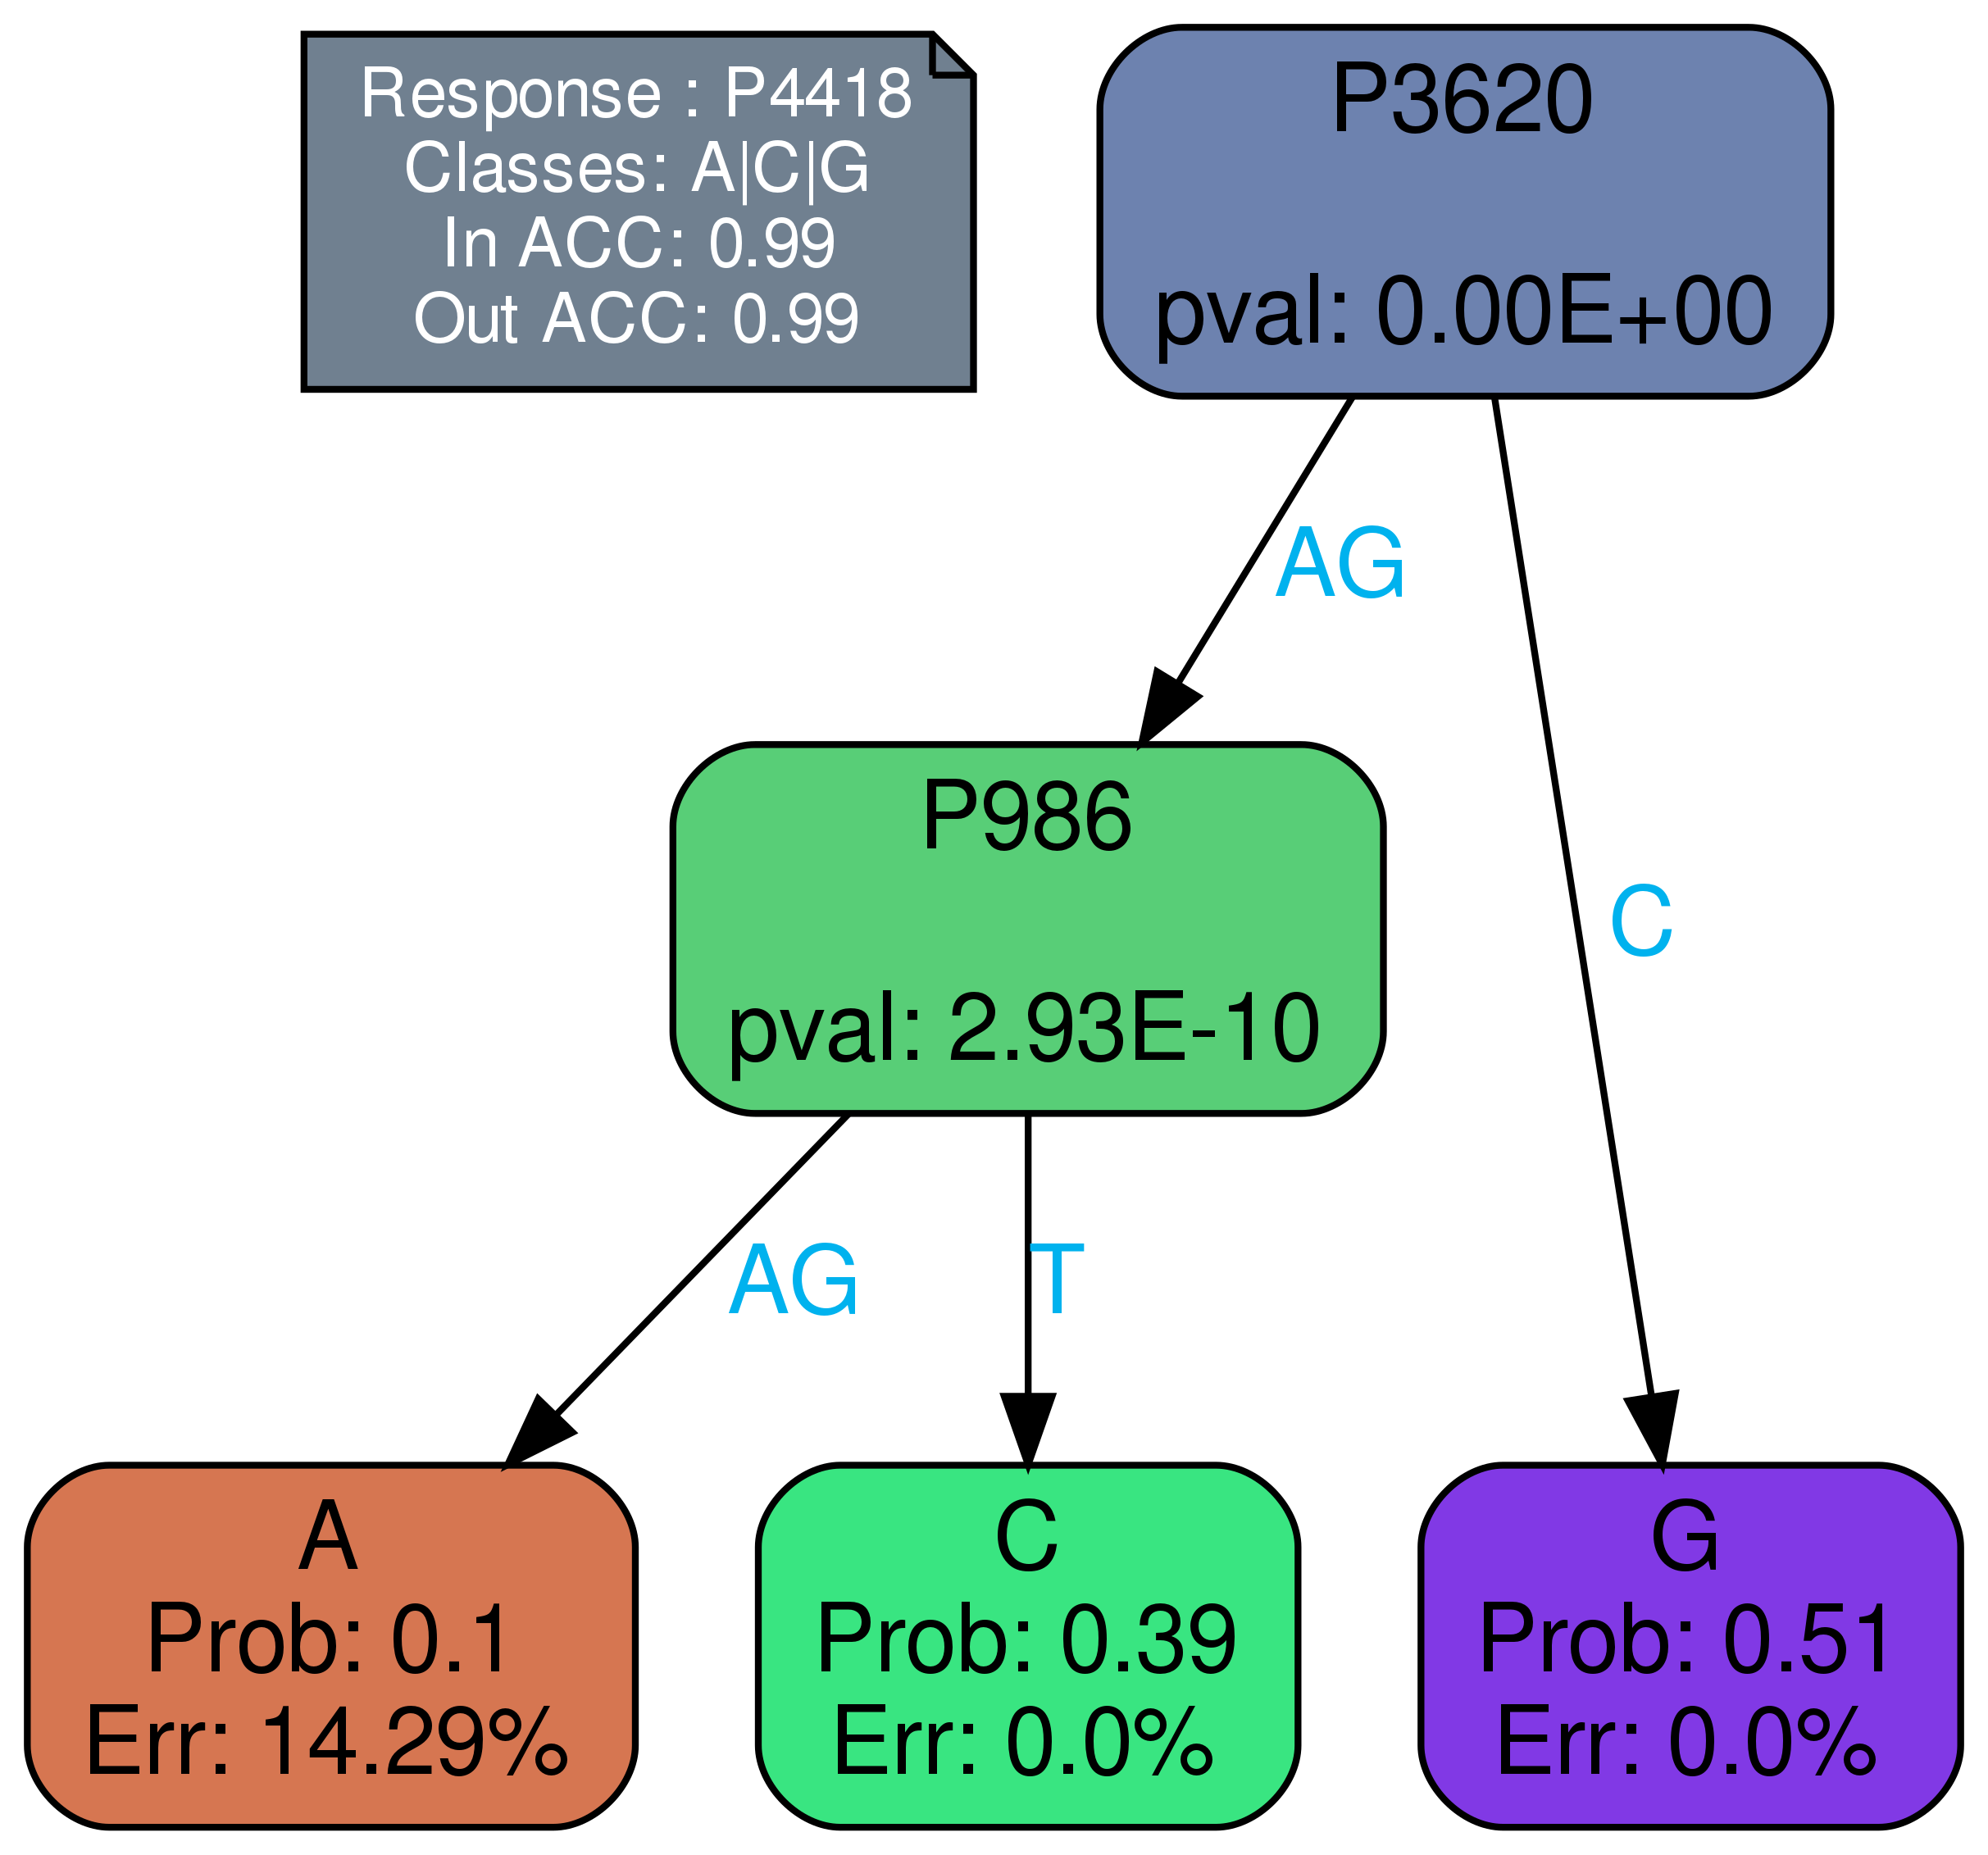 Response : P4418
Classes: A|C|G
In ACC: 0.99
Out ACC: 0.99
P3620
pval: 0.00E+00
AG
C
P986
pval: 2.93E-10
AG
T
A
Prob: 0.1
Err: 14.29%
C
Prob: 0.39
Err: 0.0%
G
Prob: 0.51
Err: 0.0%